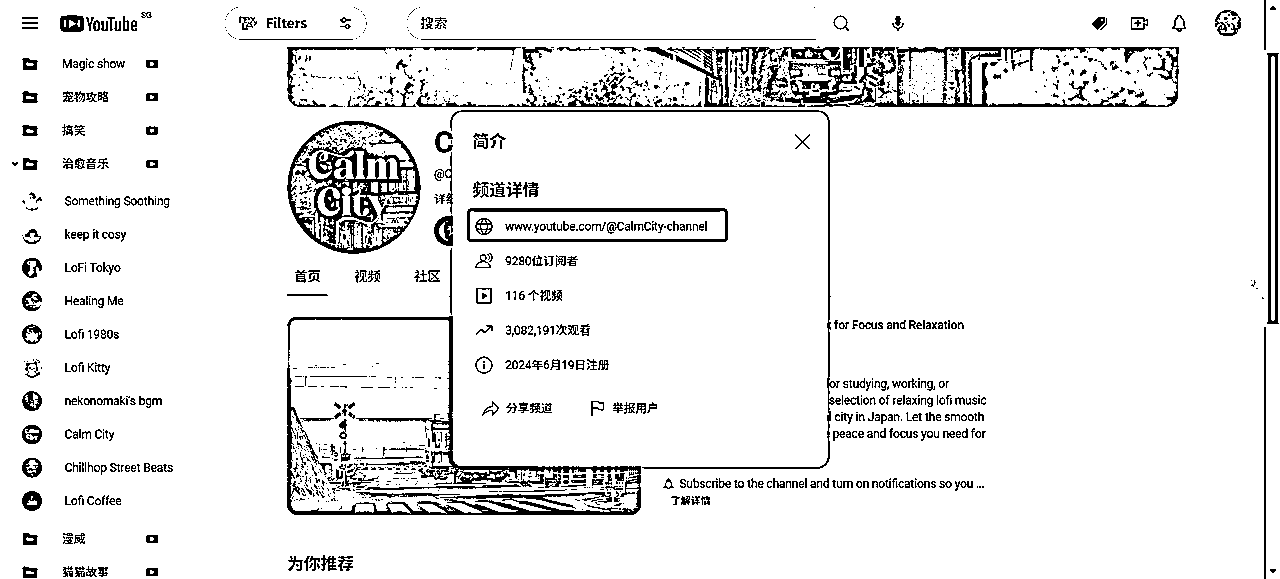 YouTube SG
Filters
搜索
Magic show
宠物攻略
搞笑
治愈音乐
Something Soothing
keep it cosy
LoFi Tokyo
Healing Me
Lofi 1980s
Lofi Kitty
nekonomaki's bgm
Calm City
Chillhop Street Beats
Lofi Coffee
漫威
猫猫故事
Calm
City
C
@C
首页
视频
社区
简介
频道详情
www.youtube.com/@CalmCity-channel
9280位订阅者
116 个视频
3,082,191次观看
2024年6月19日注册
分享频道
举报用户
for Focus and Relaxation
or studying, working, or
selection of relaxing lofi music
city in Japan. Let the smooth
peace and focus you need for
Subscribe to the channel and turn on notifications so you ...
了解详情
为你推荐